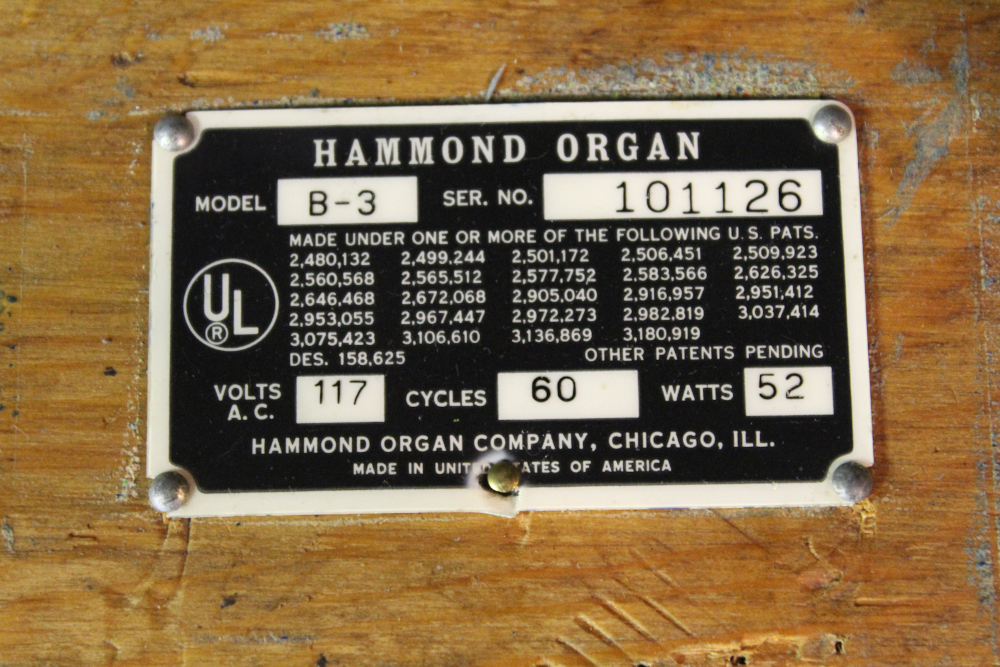 HAMMOND ORGAN
MODEL B-3 SER. NO. 101126
MADE UNDER ONE OR MORE OF THE FOLLOWING U.S. PATS.
2,480,132 2,499,244 2,501,172 2,506,451 2,509,923
2,560,568 2,565,512 2,577,752 2,583,566 2,626,325
2,646,468 2,672,068 2,905,040 2,916,957 2,951,412
2,953,055 2,967,447 2,972,273 2,982,819 3,037,414
3,075,423 3,106,610 3,136,869 3,180,919
DES. 158,625 OTHER PATENTS PENDING
UL ®
VOLTS A.C. 117 CYCLES 60 WATTS 52
HAMMOND ORGAN COMPANY, CHICAGO, ILL.
MADE IN UNITED STATES OF AMERICA